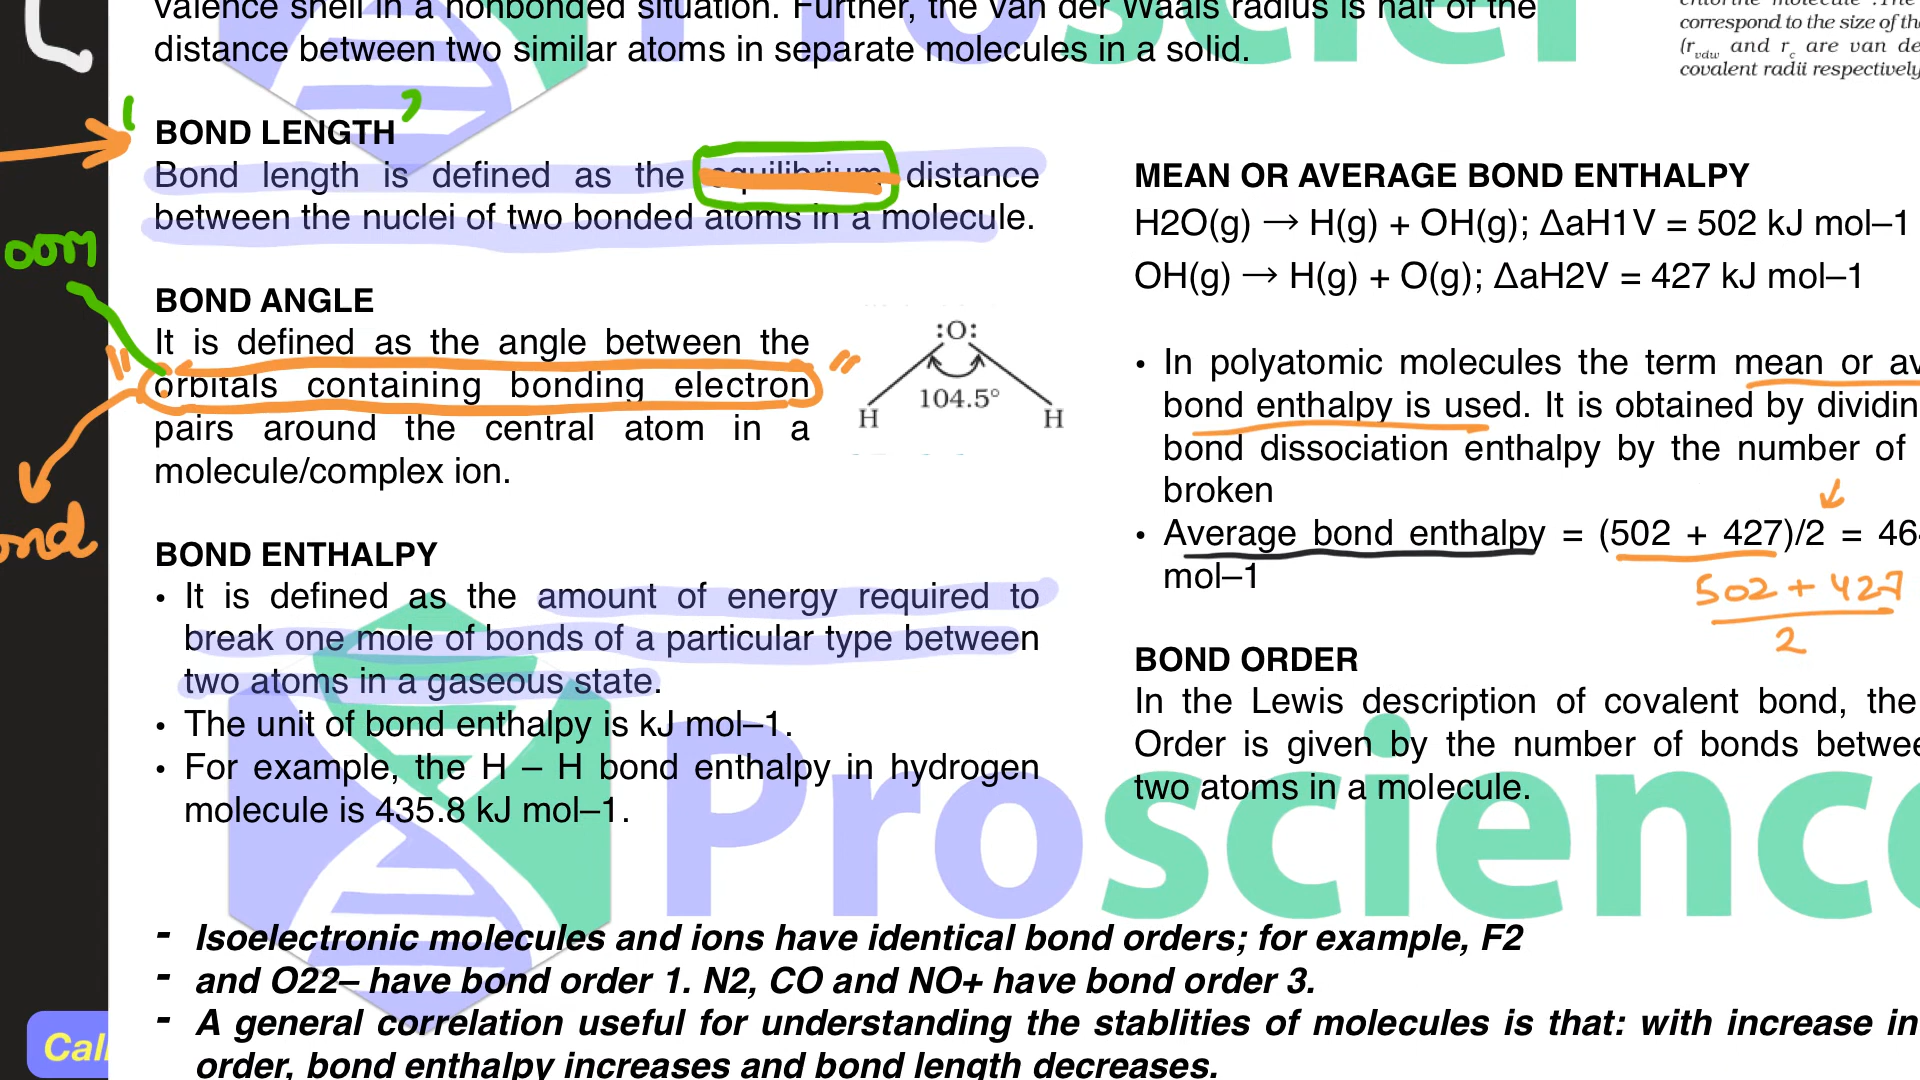 valence shell in a nonbonded situation. Further, the van der Waals radius is half of the
distance between two similar atoms in separate molecules in a solid.
correspond to the size of the
(rvdw and rc are van de
covalent radii respectively
BOND LENGTH
Bond length is defined as the equilibrium distance
between the nuclei of two bonded atoms in a molecule.
BOND ANGLE
It is defined as the angle between the
orbitals containing bonding electron
pairs around the central atom in a
molecule/complex ion.
:O:
104.5°
H H
BOND ENTHALPY
• It is defined as the amount of energy required to
break one mole of bonds of a particular type between
two atoms in a gaseous state.
• The unit of bond enthalpy is kJ mol–1.
• For example, the H – H bond enthalpy in hydrogen
molecule is 435.8 kJ mol–1.
MEAN OR AVERAGE BOND ENTHALPY
H2O(g) → H(g) + OH(g); ΔaH1V = 502 kJ mol–1
OH(g) → H(g) + O(g); ΔaH2V = 427 kJ mol–1
• In polyatomic molecules the term mean or av
bond enthalpy is used. It is obtained by dividin
bond dissociation enthalpy by the number of
broken
• Average bond enthalpy = (502 + 427)/2 = 46
mol–1
502 + 427
2
BOND ORDER
In the Lewis description of covalent bond, the
Order is given by the number of bonds betwee
two atoms in a molecule.
Proscience
- Isoelectronic molecules and ions have identical bond orders; for example, F2
- and O22– have bond order 1. N2, CO and NO+ have bond order 3.
- A general correlation useful for understanding the stablities of molecules is that: with increase in
order, bond enthalpy increases and bond length decreases.
Call
ond